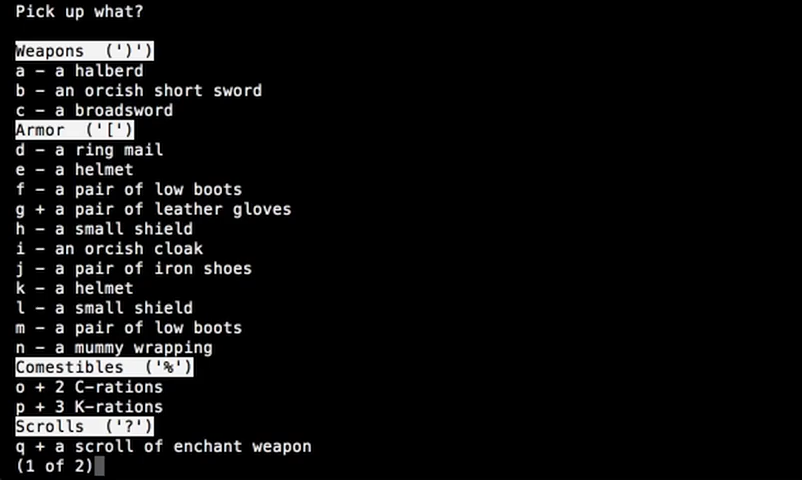 Pick up what?
Weapons  (')')
a - a halberd
b - an orcish short sword
c - a broadsword
Armor  ('[')
d - a ring mail
e - a helmet
f - a pair of low boots
g + a pair of leather gloves
h - a small shield
i - an orcish cloak
j - a pair of iron shoes
k - a helmet
l - a small shield
m - a pair of low boots
n - a mummy wrapping
Comestibles  ('%')
o + 2 C-rations
p + 3 K-rations
Scrolls  ('?')
q + a scroll of enchant weapon
(1 of 2)